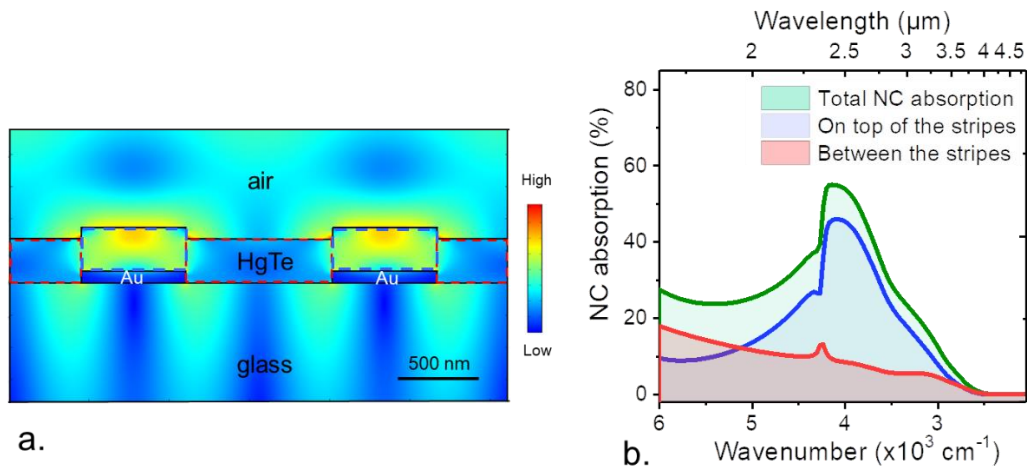 air
HgTe
Au
Au
glass
500 nm
High
Low
a.
Wavelength (µm)
2
2.5
3
3.5
4
4.5
NC absorption (%)
80
60
40
20
0
Total NC absorption
On top of the stripes
Between the stripes
6
5
4
3
Wavenumber (x10³ cm⁻¹)
b.